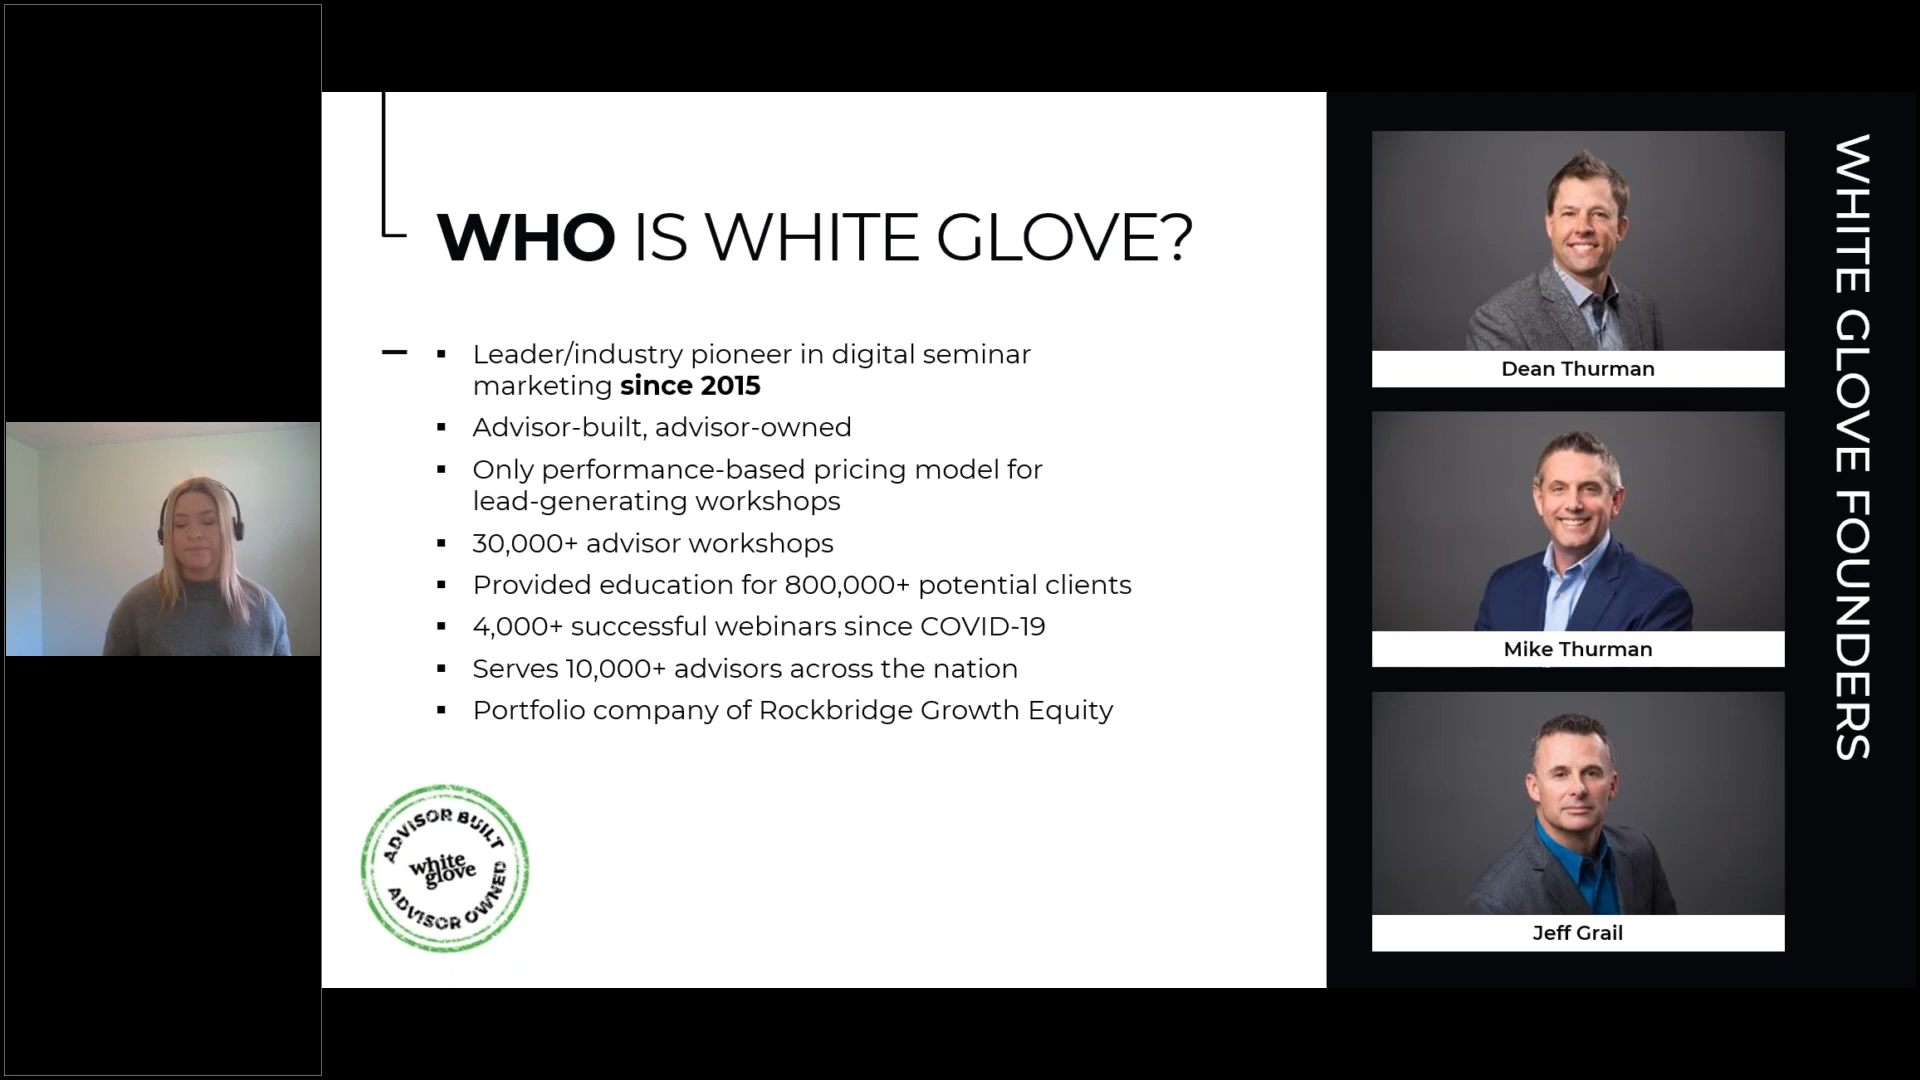 WHO IS WHITE GLOVE?
Leader/industry pioneer in digital seminar
marketing since 2015
Advisor-built, advisor-owned
Only performance-based pricing model for
lead-generating workshops
30,000+ advisor workshops
Provided education for 800,000+ potential clients
4,000+ successful webinars since COVID-19
Serves 10,000+ advisors across the nation
Portfolio company of Rockbridge Growth Equity
ADVISOR BUILT
white
glove
ADVISOR OWNED
Dean Thurman
Mike Thurman
Jeff Grail
WHITE GLOVE FOUNDERS